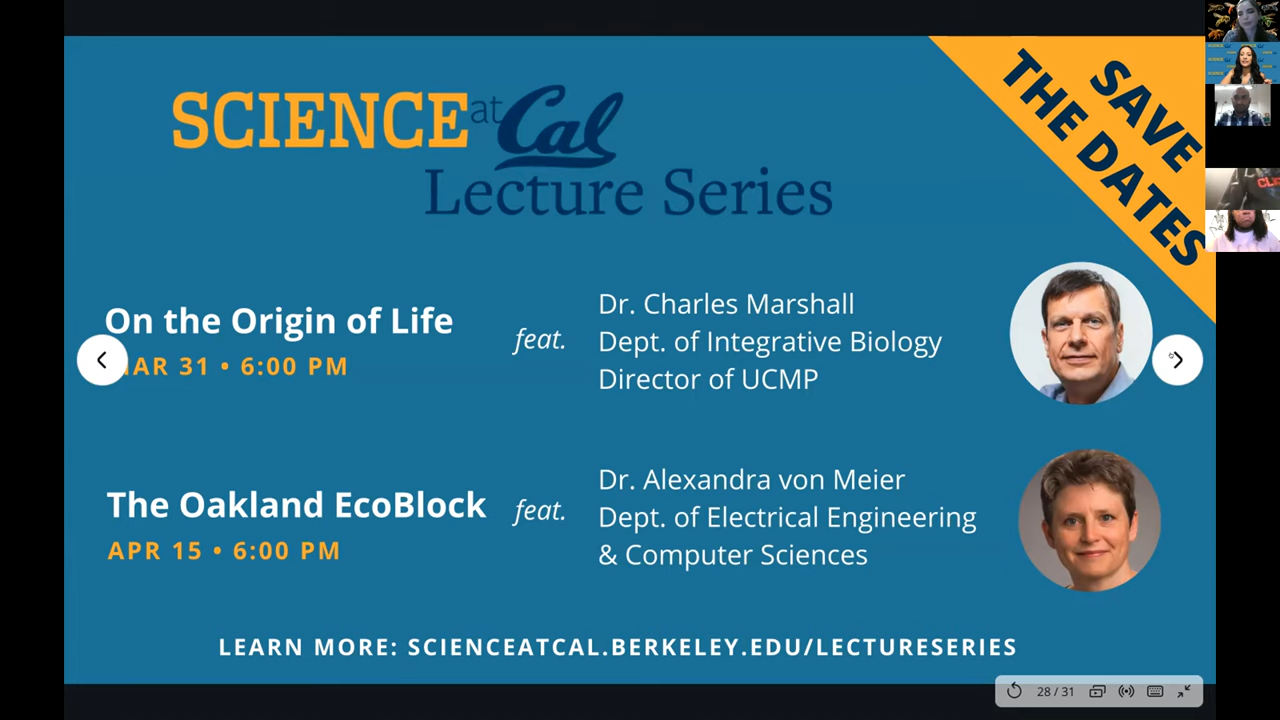 SCIENCE at Cal
Lecture Series
SAVE
THE DATES
On the Origin of Life
MAR 31 • 6:00 PM
feat.
Dr. Charles Marshall
Dept. of Integrative Biology
Director of UCMP
The Oakland EcoBlock
APR 15 • 6:00 PM
feat.
Dr. Alexandra von Meier
Dept. of Electrical Engineering
& Computer Sciences
LEARN MORE: SCIENCEATCAL.BERKELEY.EDU/LECTURESERIES
28 / 31